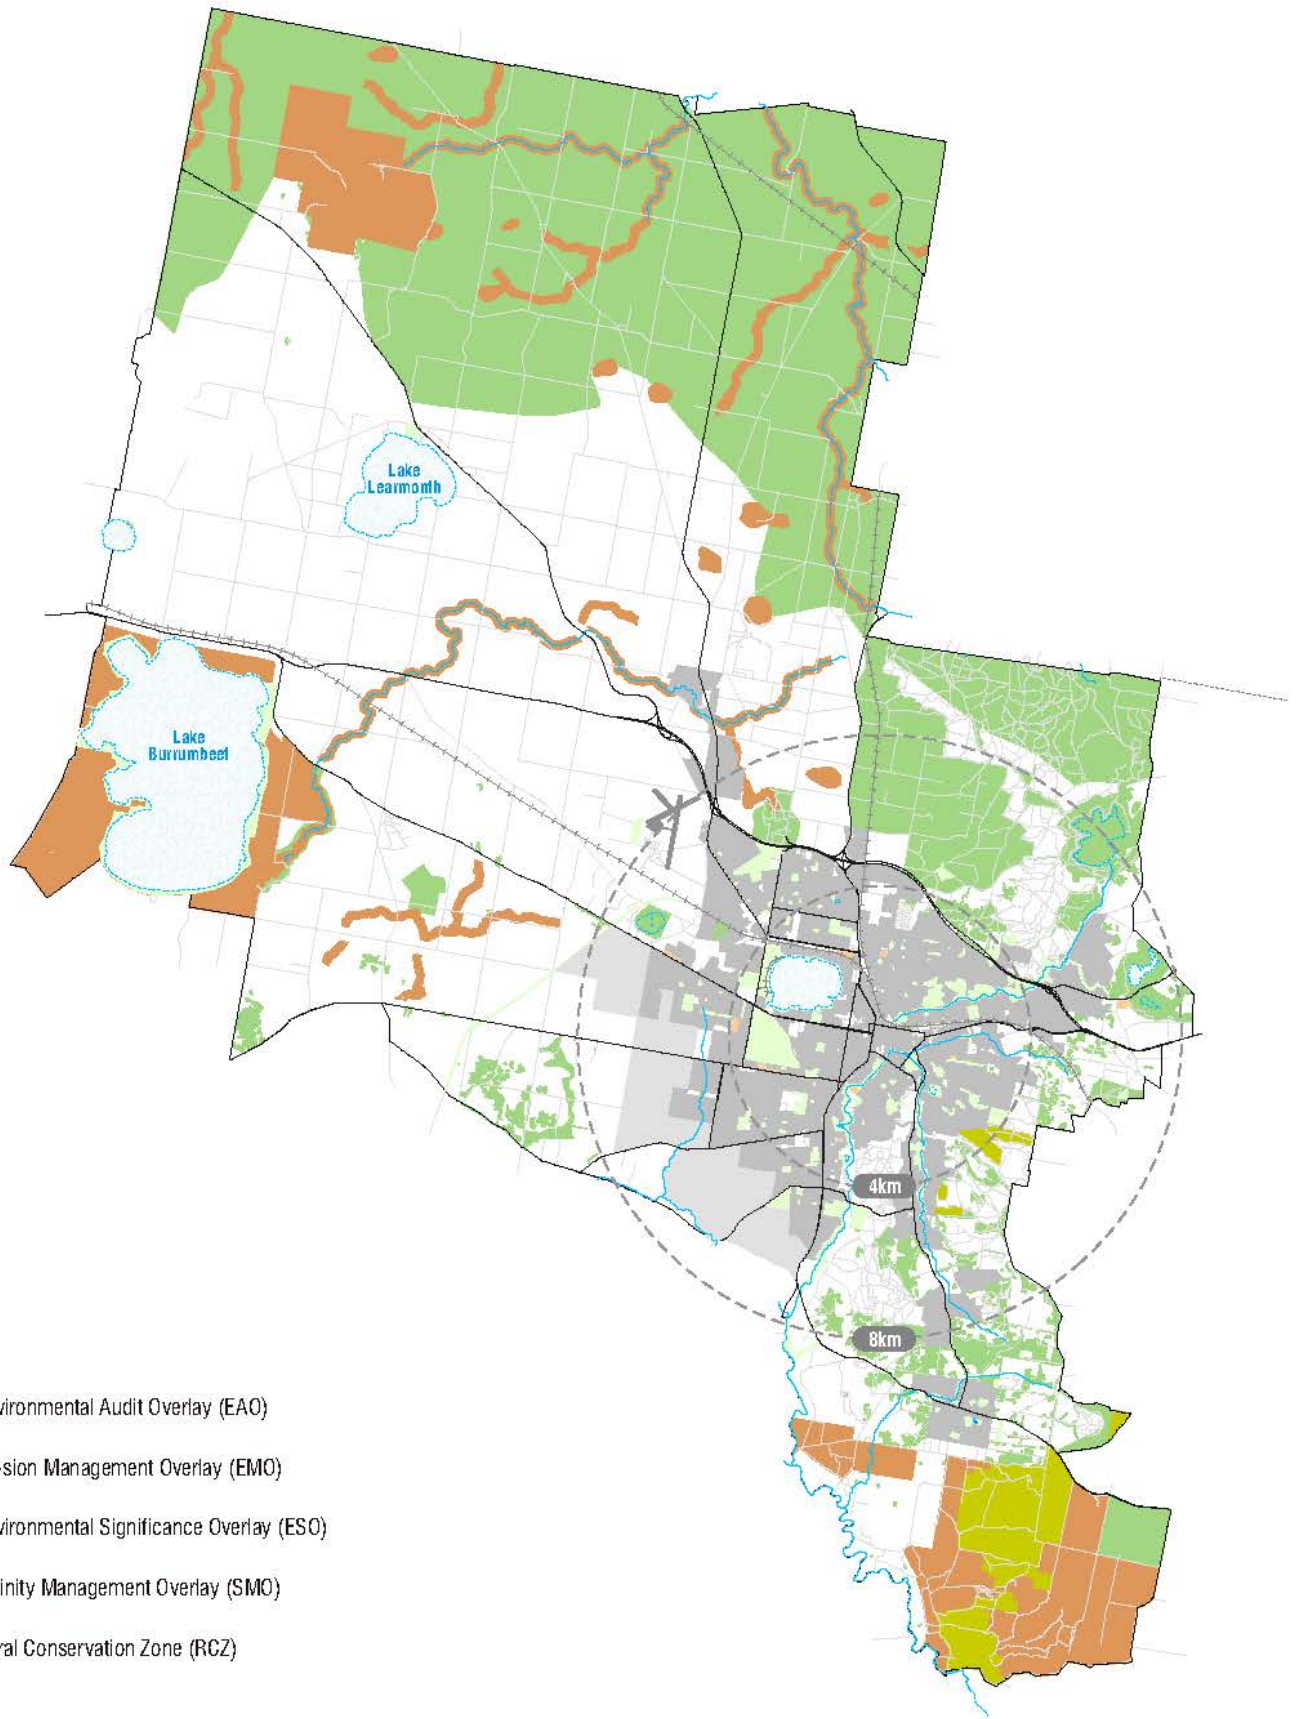 Lake
Learmonth
Lake
Burrumbeet
4km
8km
vironmental Audit Overlay (EAO)
sion Management Overlay (EMO)
vironmental Significance Overlay (ESO)
inity Management Overlay (SMO)
ral Conservation Zone (RCZ)